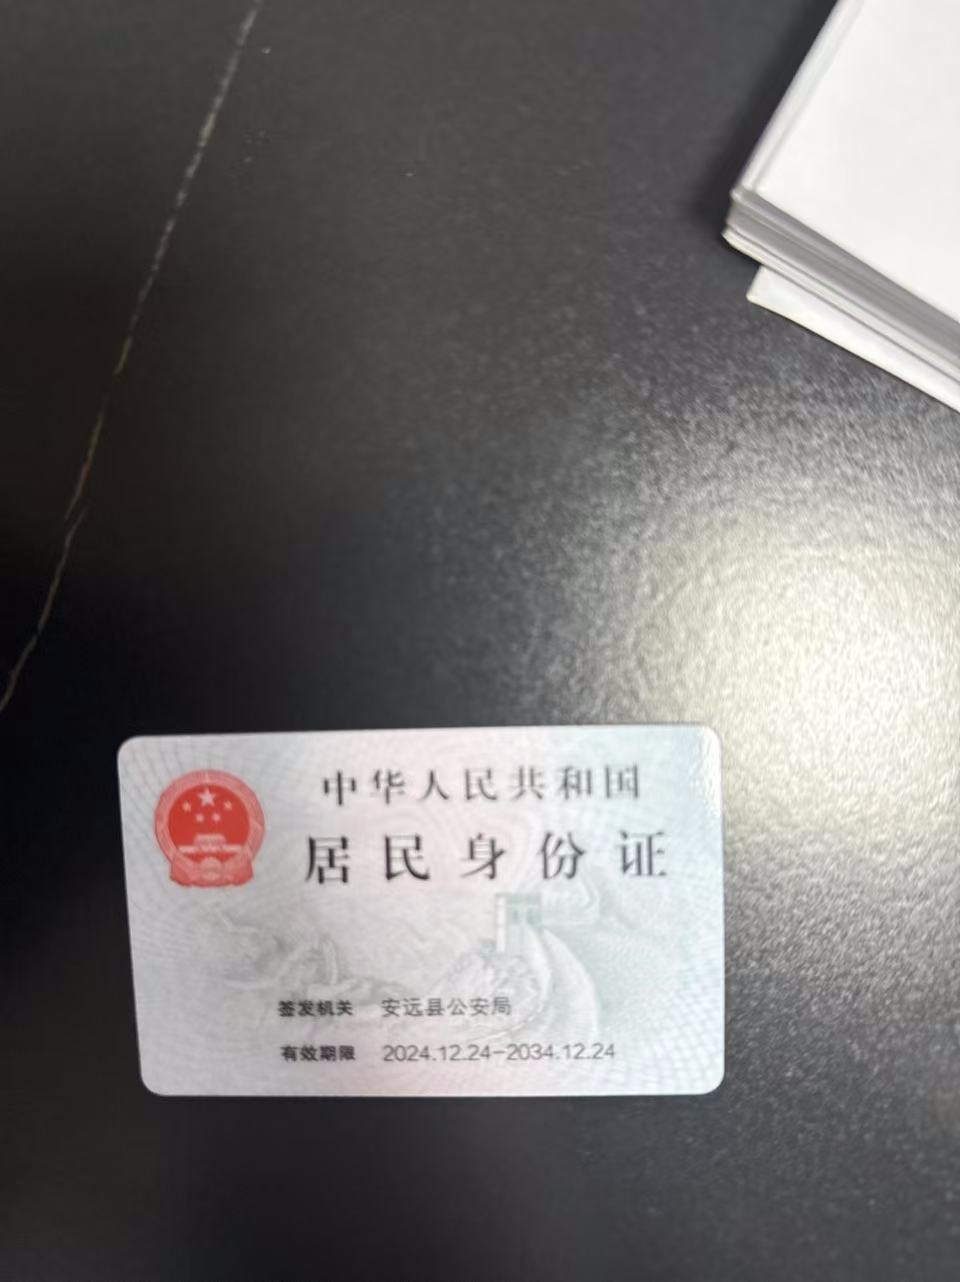 中华人民共和国
居民身份证
签发机关 安远县公安局
有效期限 2024.12.24-2034.12.24